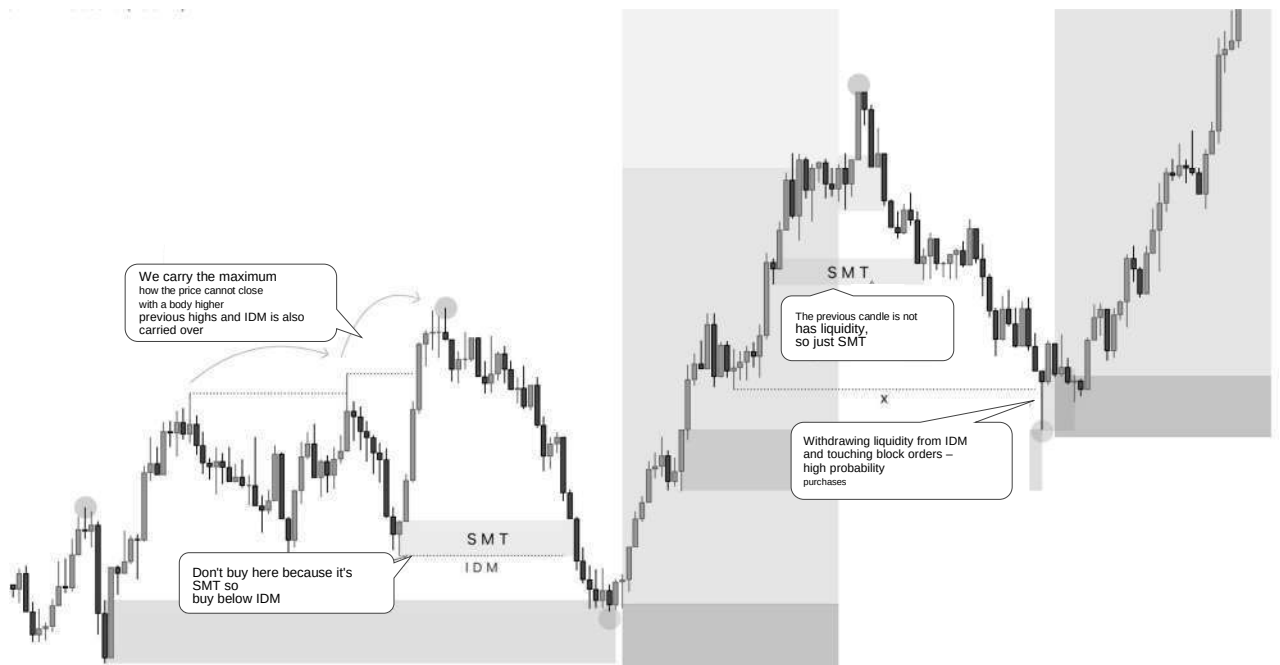 We carry the maximum
how the price cannot close
with a body higher
previous highs and IDM is also
carried over
SMT
The previous candle is not
has liquidity,
so just SMT
x
Withdrawing liquidity from IDM
and touching block orders –
high probability
purchases
SMT
IDM
Don't buy here because it's
SMT so
buy below IDM